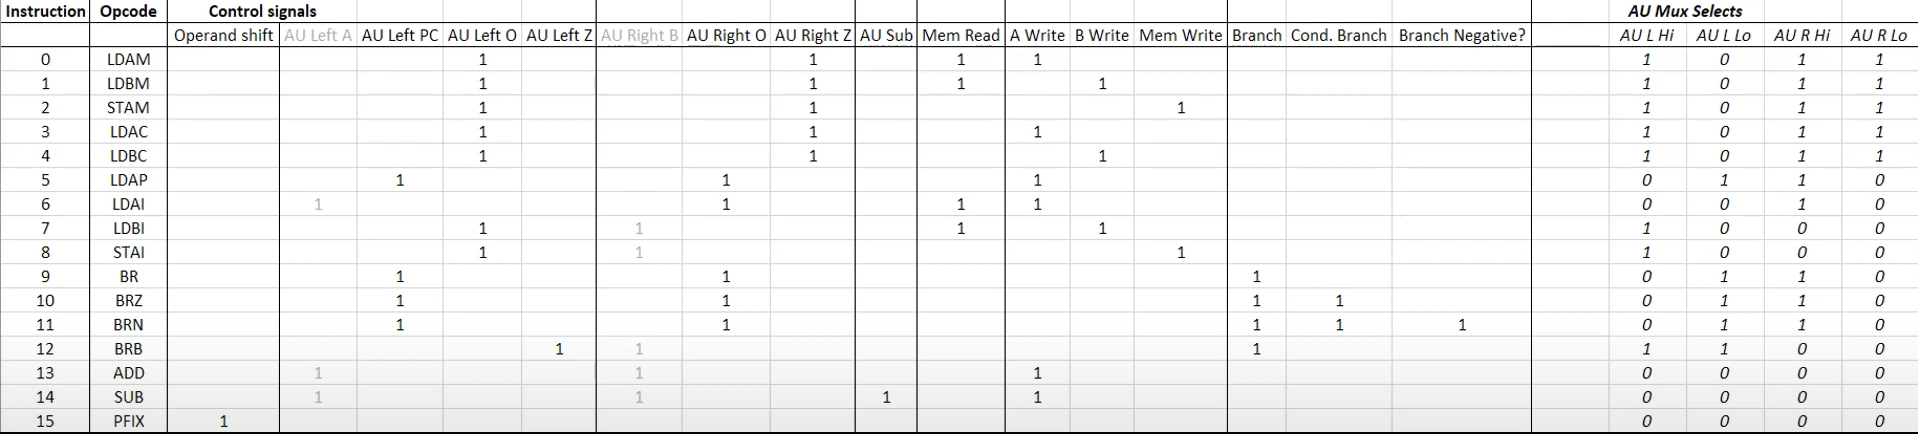 Instruction Opcode Control signals AU Mux Selects
Operand shift AU Left A AU Left PC AU Left O AU Left Z AU Right B AU Right O AU Right Z AU Sub Mem Read A Write B Write Mem Write Branch Cond. Branch Branch Negative? AU L Hi AU L Lo AU R Hi AU R Lo
0 LDAM 1 1 1 1 1 0 1 1
1 LDBM 1 1 1 1 1 0 1 1
2 STAM 1 1 1 1 0 1 1
3 LDAC 1 1 1 1 0 1 1
4 LDBC 1 1 1 1 0 1 1
5 LDAP 1 1 1 0 1 1 0
6 LDAI 1 1 1 1 0 0 1 0
7 LDBI 1 1 1 1 1 0 0 0
8 STAI 1 1 1 1 0 0 0
9 BR 1 1 1 0 1 1 0
10 BRZ 1 1 1 1 0 1 1 0
11 BRN 1 1 1 1 1 0 1 1 0
12 BRB 1 1 1 1 1 0 0
13 ADD 1 1 1 0 0 0 0
14 SUB 1 1 1 1 0 0 0 0
15 PFIX 1 0 0 0 0